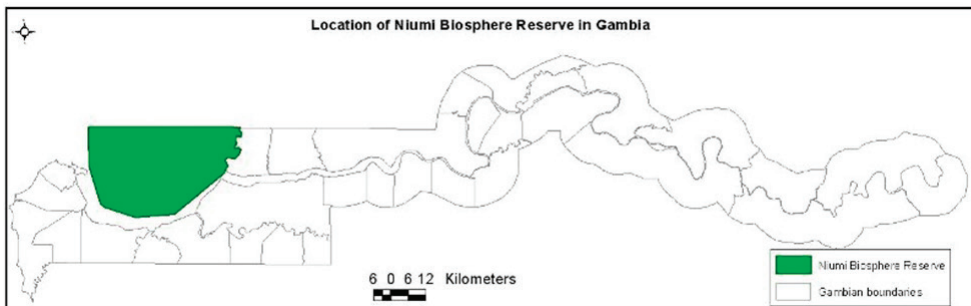 Location of Niumi Biosphere Reserve in Gambia
6 0 6 12 Kilometers
Niumi Biosphere Reserve
Gambian boundaries